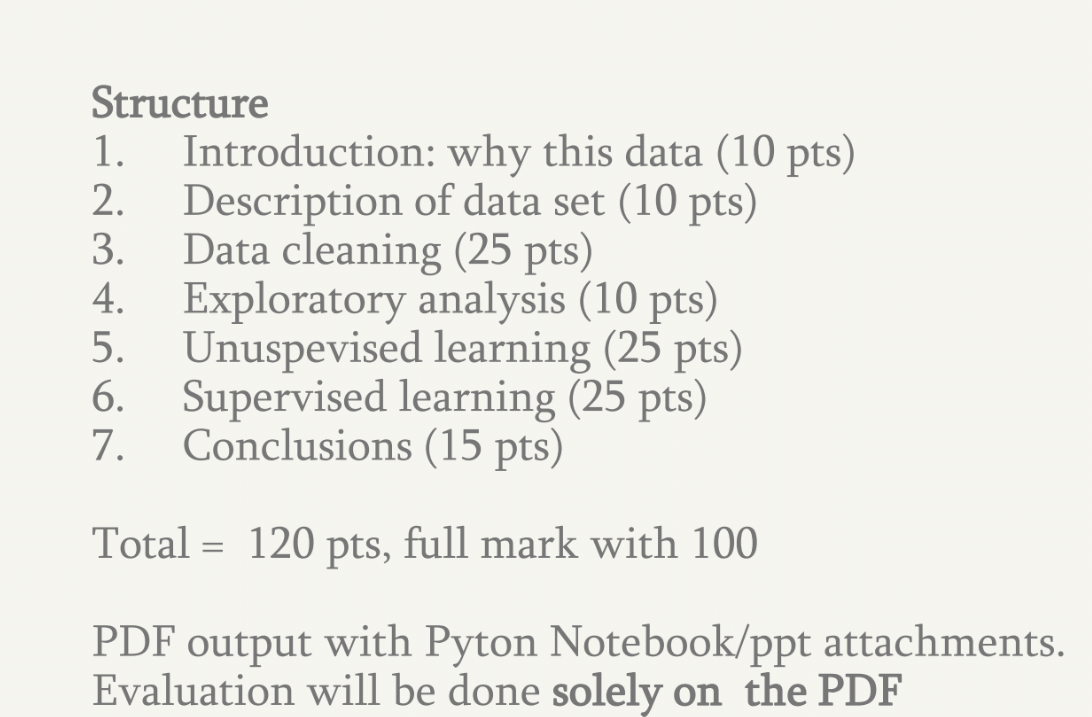 Structure
1. Introduction: why this data (10 pts)
2. Description of data set (10 pts)
3. Data cleaning (25 pts)
4. Exploratory analysis (10 pts)
5. Unuspevised learning (25 pts)
6. Supervised learning (25 pts)
7. Conclusions (15 pts)
Total =  120 pts, full mark with 100
PDF output with Pyton Notebook/ppt attachments.
Evaluation will be done solely on  the PDF